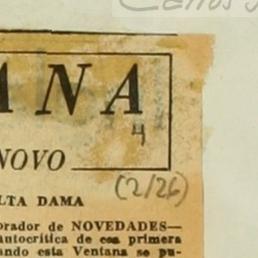 ANA
4
NOVO
(2/26)
LTA DAMA
orador de NOVEDADES—
autocrítica de esa primera
ando esta Ventana se pu-